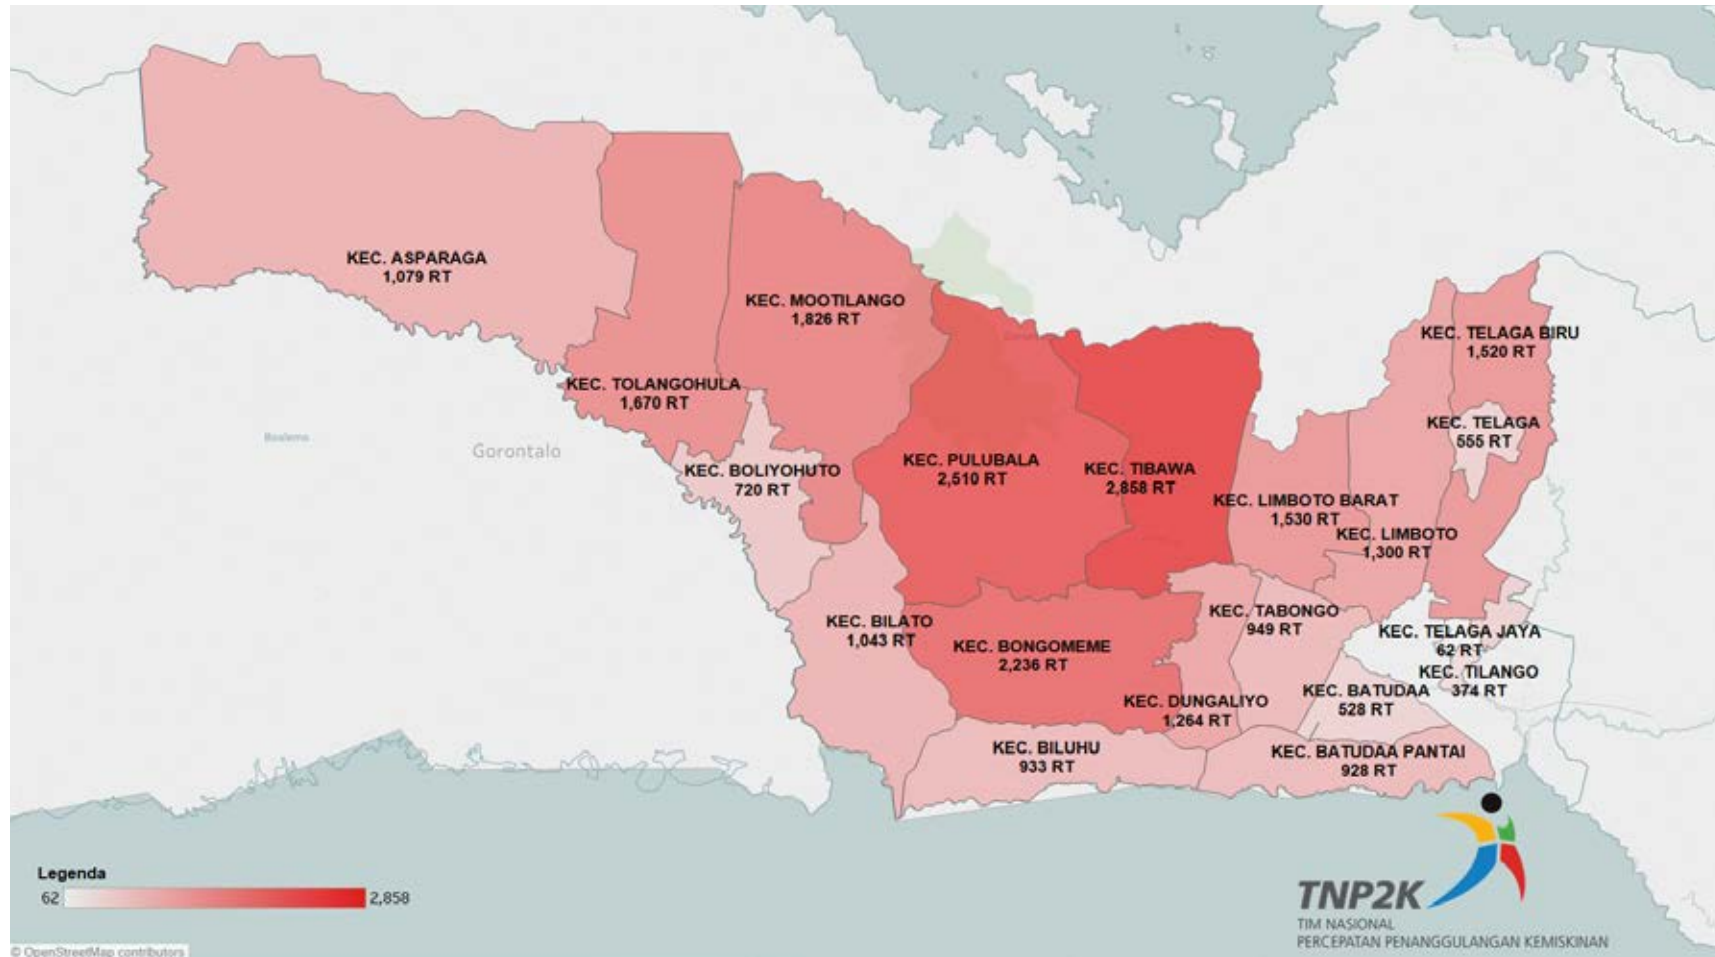 KEC. ASPARAGA
1,079 RT
KEC. MOOTILANGO
1,826 RT
KEC. TELAGA BIRU
1,520 RT
KEC. TOLANGOHULA
1,670 RT
KEC. TELAGA
555 RT
Boalemo
Gorontalo
KEC. BOLIYOHUTO
720 RT
KEC. PULUBALA
2,510 RT
KEC. TIBAWA
2,858 RT
KEC. LIMBOTO BARAT
1,530 RT
KEC. LIMBOTO
1,300 RT
KEC. BILATO
1,043 RT
KEC. BONGOMEME
2,236 RT
KEC. TABONGO
949 RT
KEC. TELAGA JAYA
62 RT
KEC. TILANGO
374 RT
KEC. DUNGALIYO
1,264 RT
KEC. BATUDAA
528 RT
KEC. BILUHU
933 RT
KEC. BATUDAA PANTAI
928 RT
Legenda
62 2,858
TNP2K
TIM NASIONAL
PERCEPATAN PENANGGULANGAN KEMISKINAN
© OpenStreetMap contributors